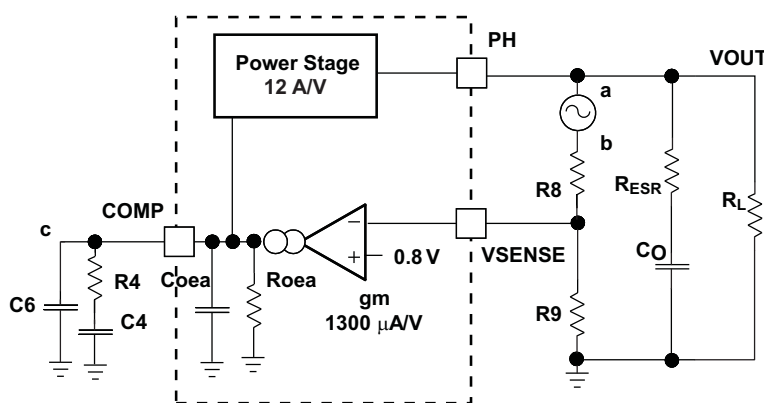 PH
VOUT
Power Stage
12 A/V
a
b
R8
RESR
RL
COMP
c
VSENSE
0.8 V
CO
R4
Coea
Roea
C6
C4
gm
1300 μA/V
R9
−
+